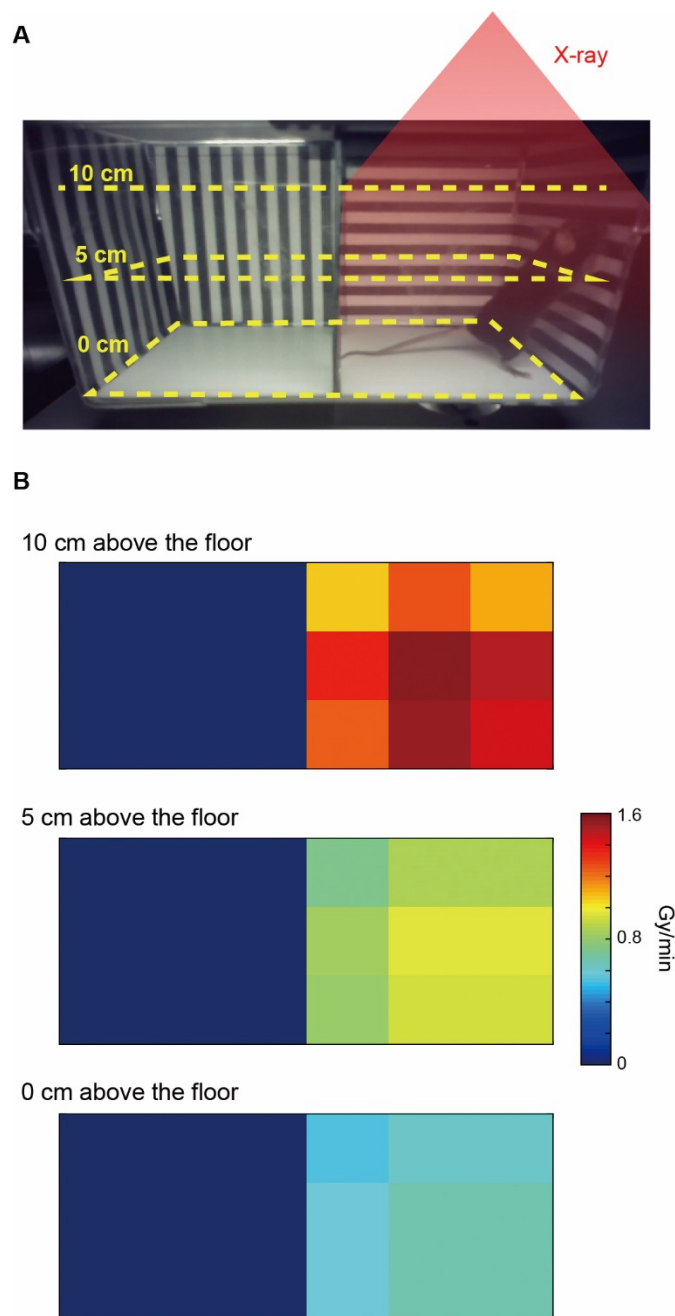 A
X-ray
10 cm
5 cm
0 cm
B
10 cm above the floor
5 cm above the floor
1.6
0.8
Gy/min
0
0 cm above the floor